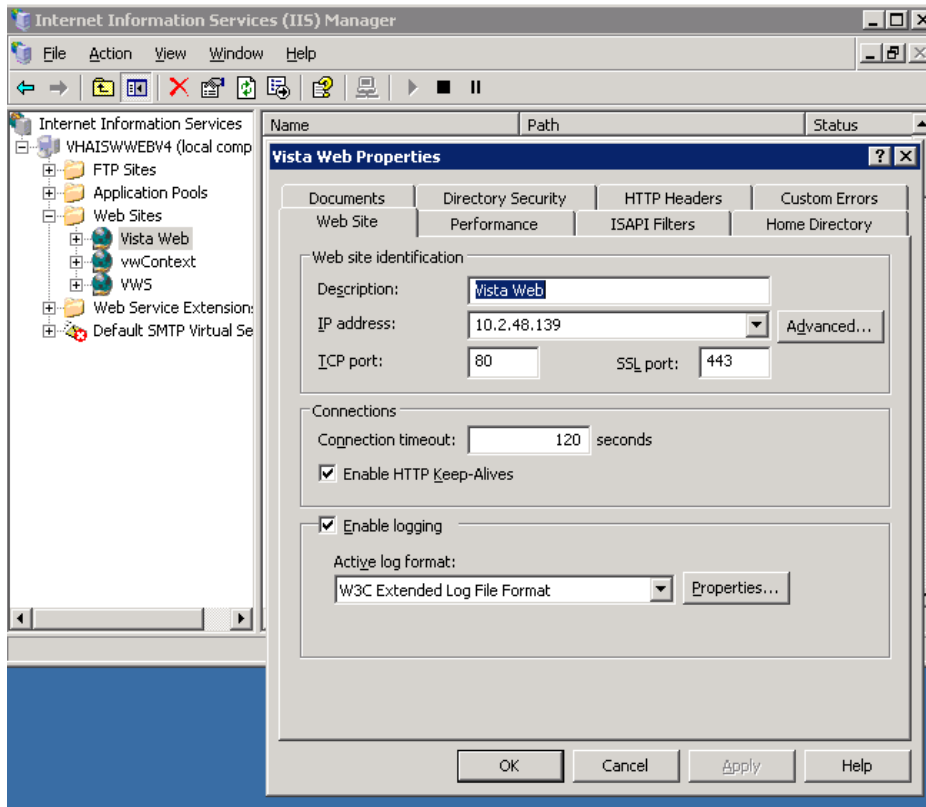 Internet Information Services (IIS) Manager
File Action View Window Help
Internet Information Services
VHAISWWEBV4 (local comp
FTP Sites
Application Pools
Web Sites
Vista Web
vwContext
VWS
Web Service Extension
Default SMTP Virtual Se
Name Path Status
Vista Web Properties
Documents Directory Security HTTP Headers Custom Errors
Web Site Performance ISAPI Filters Home Directory
Web site identification
Description: Vista Web
IP address: 10.2.48.139 Advanced...
TCP port: 80 SSL port: 443
Connections
Connection timeout: 120 seconds
Enable HTTP Keep-Alives
Enable logging
Active log format:
W3C Extended Log File Format Properties...
OK Cancel Apply Help